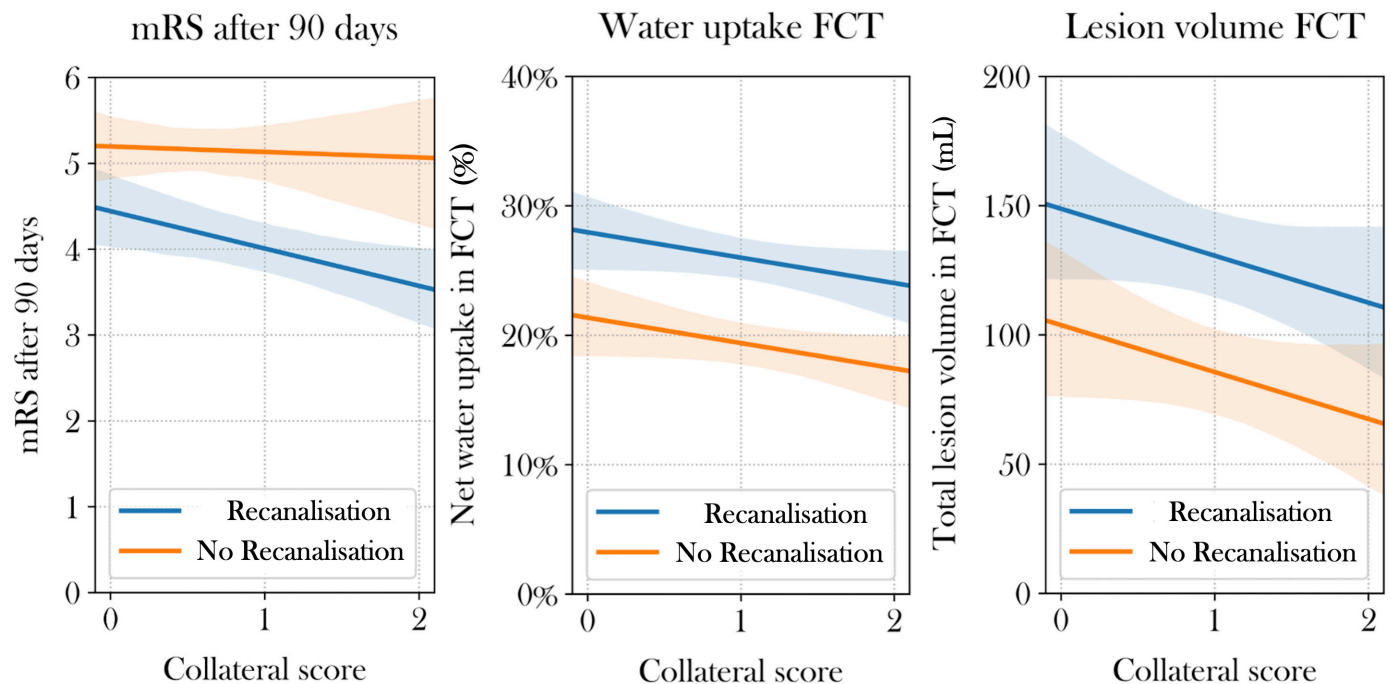 mRS after 90 days
mRS after 90 days
6
5
4
3
2
1
0
Recanalisation
No Recanalisation
0 1 2
Collateral score
Water uptake FCT
Net water uptake in FCT (%)
40%
30%
20%
10%
0%
Recanalisation
No Recanalisation
0 1 2
Collateral score
Lesion volume FCT
Total lesion volume in FCT (mL)
200
150
100
50
0
Recanalisation
No Recanalisation
0 1 2
Collateral score